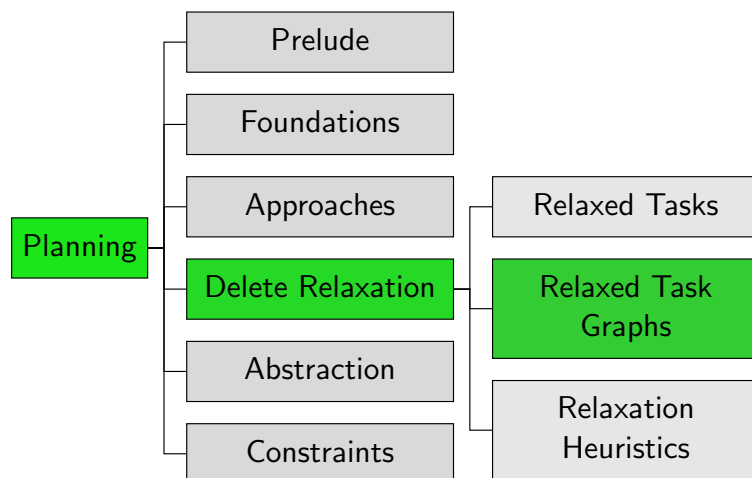 Prelude
Foundations
Approaches
Relaxed Tasks
Planning
Delete Relaxation
Relaxed Task
Graphs
Abstraction
Relaxation
Heuristics
Constraints